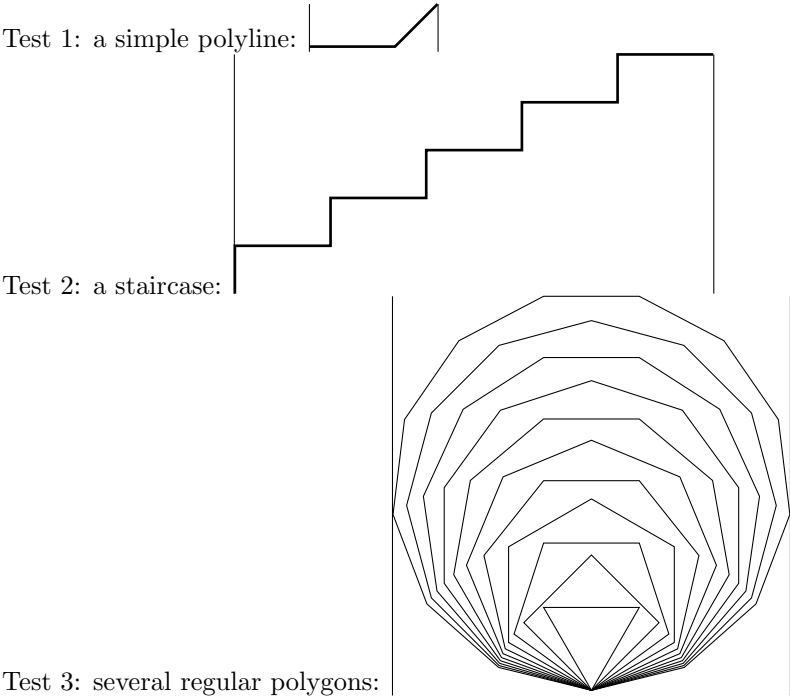 Test 1: a simple polyline:
Test 2: a staircase:
Test 3: several regular polygons: